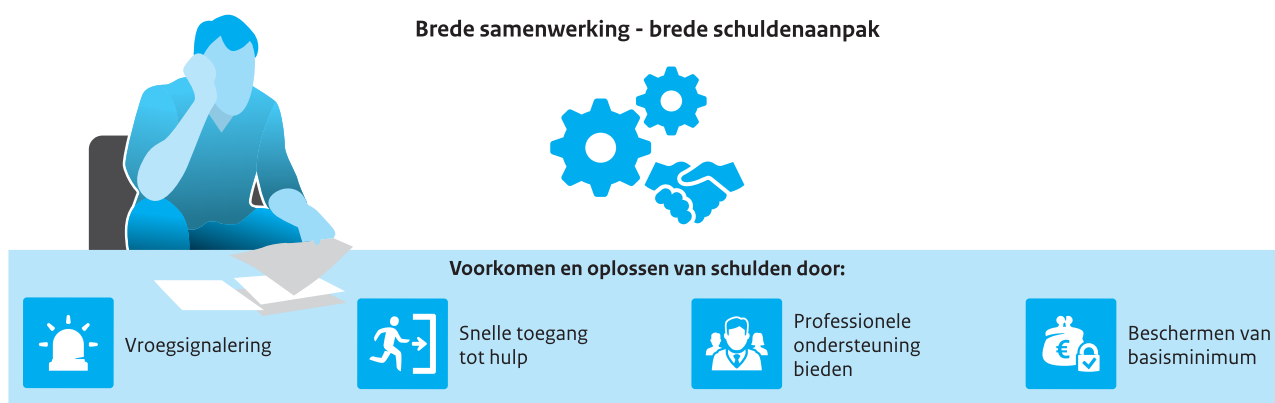 Brede samenwerking - brede schuldenaanpak
Voorkomen en oplossen van schulden door:
Vroegsignalering
Snelle toegang
tot hulp
Professionele
ondersteuning
bieden
€
Beschermen van
basisminimum